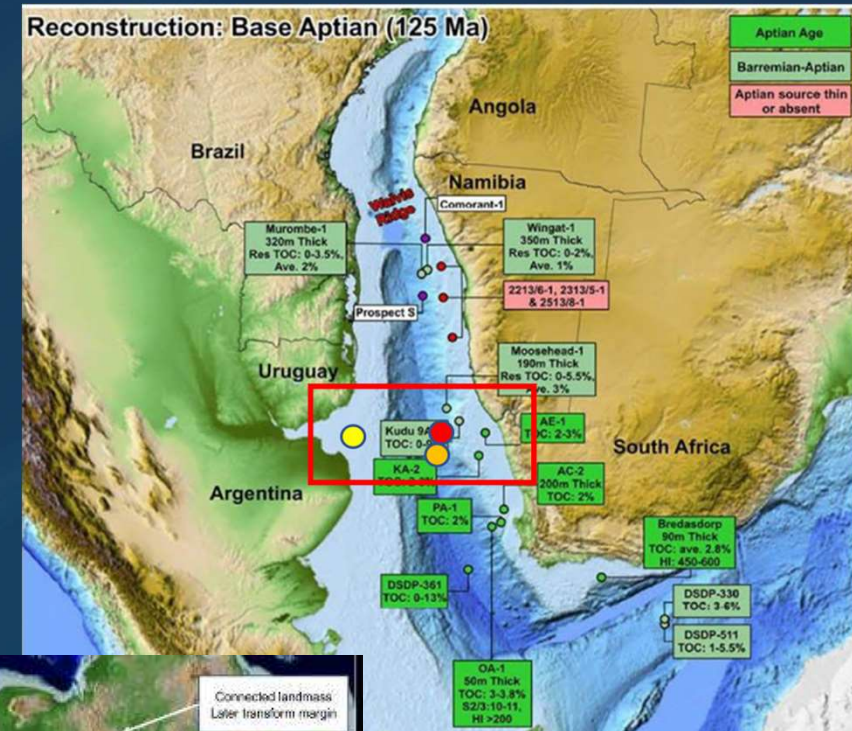 Reconstruction: Base Aptian (125 Ma)
Aptian Age
Barremian-Aptian
Aptian source thin
or absent
Angola
Brazil
Namibia
Walvis
Ridge
Comorant-1
Murombe-1
320m Thick
Res TOC: 0-3.5%,
Ave. 2%
Wingat-1
350m Thick
Res TOC: 0-2%,
Ave. 1%
2213/6-1, 2313/5-1
& 2513/8-1
Prospect S
Moosehead-1
190m Thick
Res TOC: 0-5.5%,
Ave. 3%
Uruguay
Kudu 9A
TOC:
AE-1
TOC: 2-3%
South Africa
KA-2
Argentina
AC-2
200m Thick
TOC: 2%
PA-1
TOC: 2%
Bredasdorp
90m Thick
TOC: ave. 2.8%
HI: 450-600
DSDP-361
TOC: 0-13%
DSDP-330
TOC: 3-6%
DSDP-511
TOC: 1-5.5%
OA-1
50m Thick
TOC: 3-3.8%
S2/3:10-11,
HI >200
Connected landmass
Later transform margin